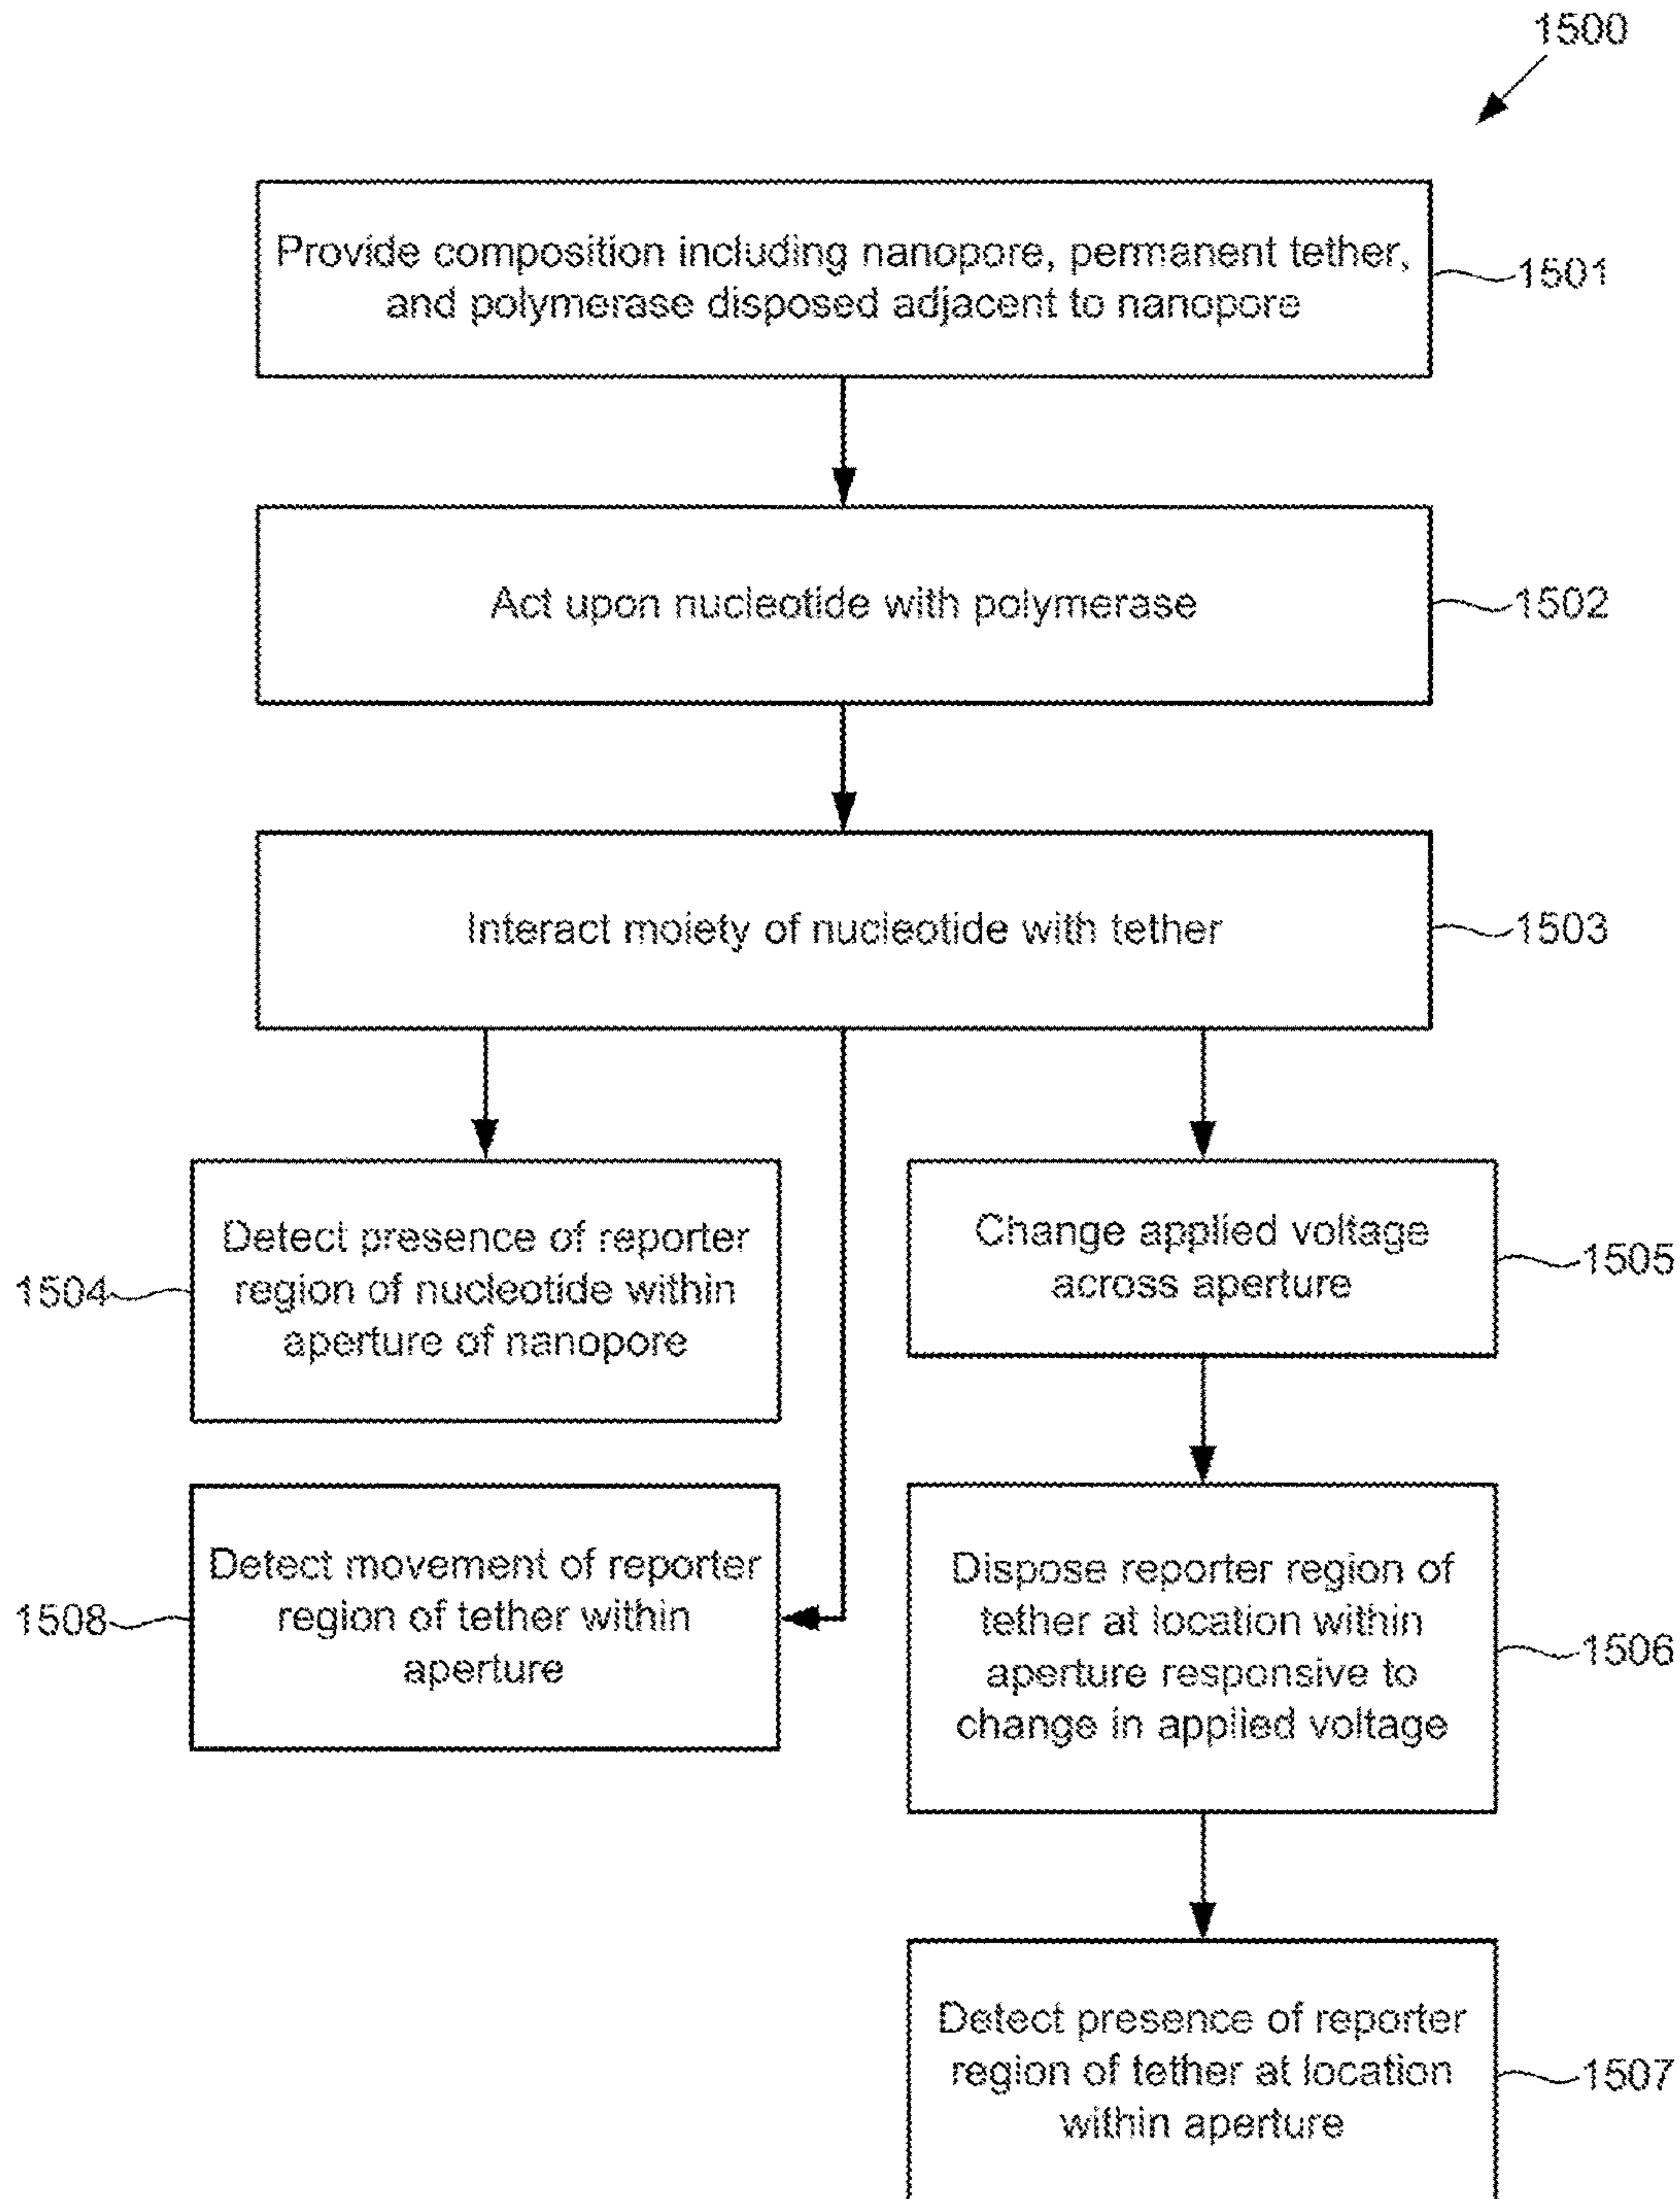 1500
Provide composition including nanopore, permanent tether,
and polymerase disposed adjacent to nanopore
1501
Act upon nucleotide with polymerase
1502
Interact moiety of nucleotide with tether
1503
Detect presence of reporter
region of nucleotide within
aperture of nanopore
1504
Change applied voltage
across aperture
1505
Detect movement of reporter
region of tether within
aperture
1508
Dispose reporter region of
tether at location within
aperture responsive to
change in applied voltage
1506
Detect presence of reporter
region of tether at location
within aperture
1507